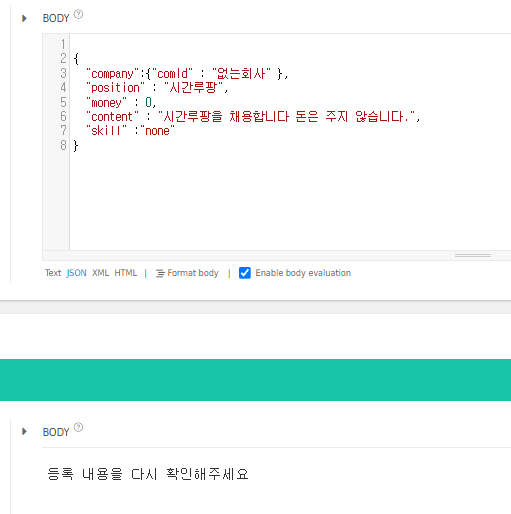 BODY ?
1
2 {
3 "company":{"comId" : "없는회사" },
4 "position" : "시간루팡",
5 "money" : 0,
6 "content" : "시간루팡을 채용합니다 돈은 주지 않습니다.",
7 "skill" :"none"
8 }
Text JSON XML HTML | Format body | Enable body evaluation
BODY ?
등록 내용을 다시 확인해주세요